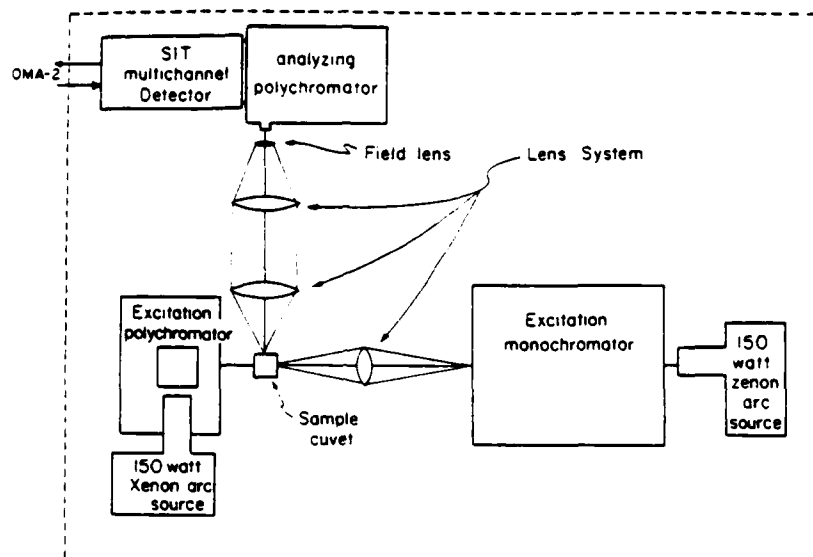 SIT
multichannel
Detector
analyzing
polychromator
OMA-2
Field lens
Lens System
Excitation
polychromator
Excitation
monochromator
150
watt
zenon
arc
source
Sample
cuvet
150 watt
Xenon arc
source